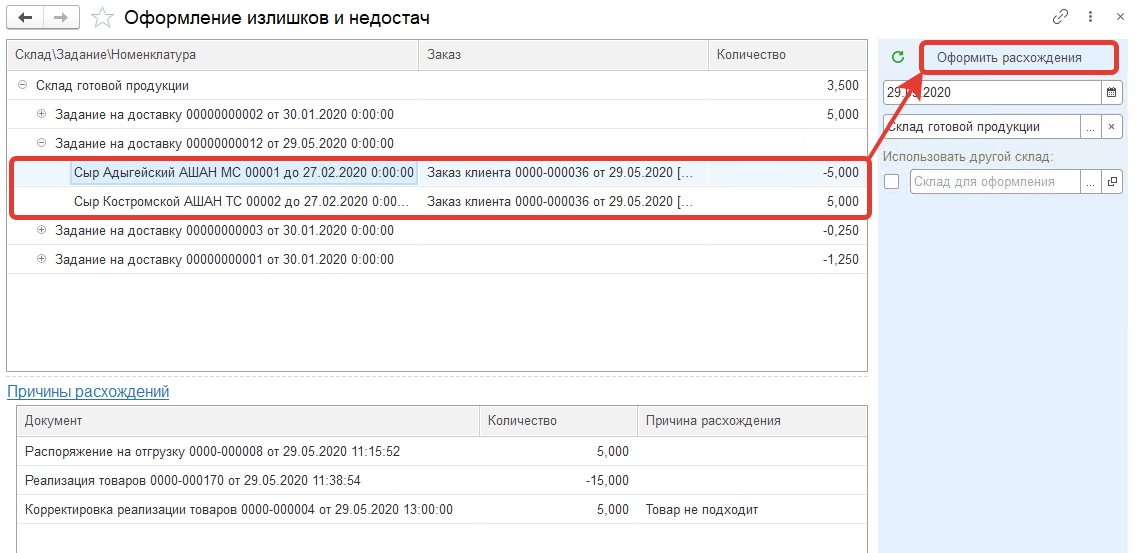 Оформление излишков и недостач
Склад\Задание\Номенклатура Заказ Количество
Склад готовой продукции 3,500
Задание на доставку 00000000002 от 30.01.2020 0:00:00 5,000
Задание на доставку 00000000012 от 29.05.2020 0:00:00
Сыр Адыгейский АШАН МС 00001 до 27.02.2020 0:00:00 Заказ клиента 0000-000036 от 29.05.2020 [... -5,000
Сыр Костромской АШАН ТС 00002 до 27.02.2020 0:00... Заказ клиента 0000-000036 от 29.05.2020 [... 5,000
Задание на доставку 00000000003 от 30.01.2020 0:00:00 -0,250
Задание на доставку 00000000001 от 30.01.2020 0:00:00 -1,250
Оформить расхождения
29.05.2020
Склад готовой продукции ... ×
Использовать другой склад:
Склад для оформления ...
Причины расхождений
Документ Количество Причина расхождения
Распоряжение на отгрузку 0000-000008 от 29.05.2020 11:15:52 5,000
Реализация товаров 0000-000170 от 29.05.2020 11:38:54 -15,000
Корректировка реализации товаров 0000-000004 от 29.05.2020 13:00:00 5,000 Товар не подходит